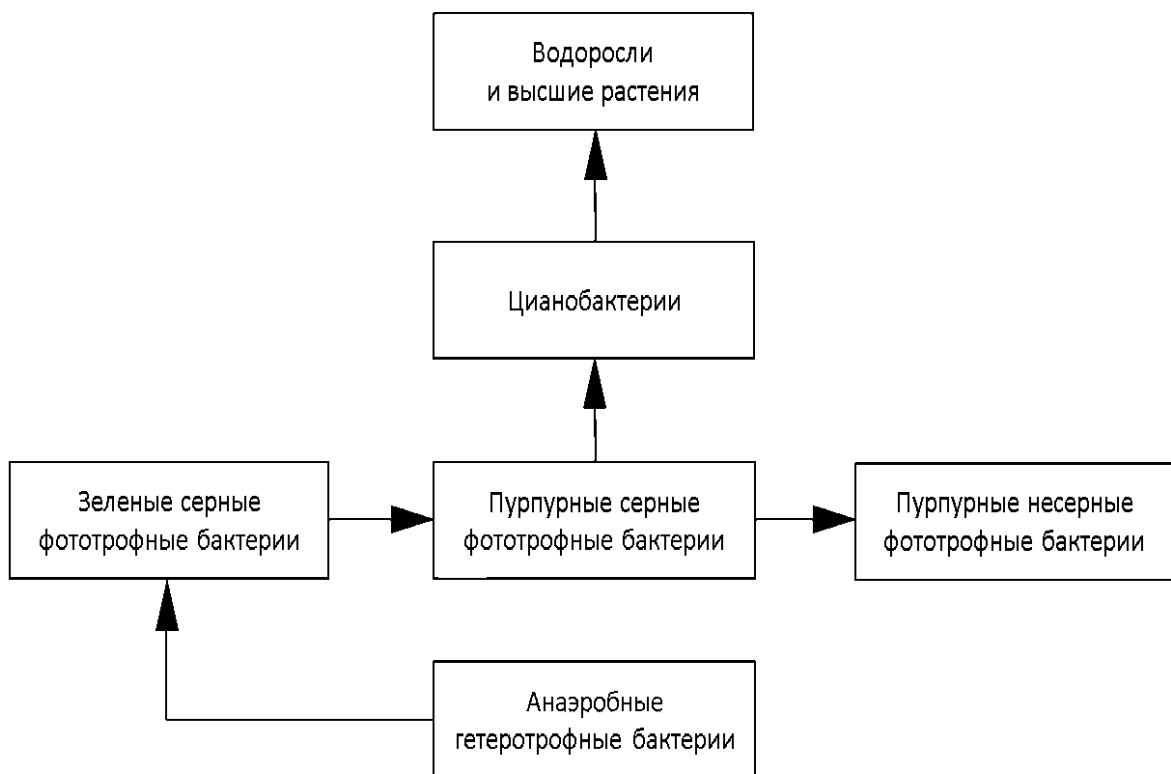 Водоросли
и высшие растения
Цианобактерии
Зеленые серные
фототрофные бактерии
Пурпурные серные
фототрофные бактерии
Пурпурные несерные
фототрофные бактерии
Анаэробные
гетеротрофные бактерии